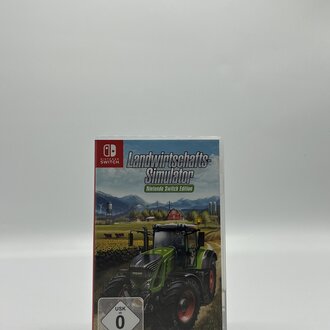 NINTENDO
SWITCH
Landwirtschafts-
Simulator
Nintendo Switch Edition
USK
0